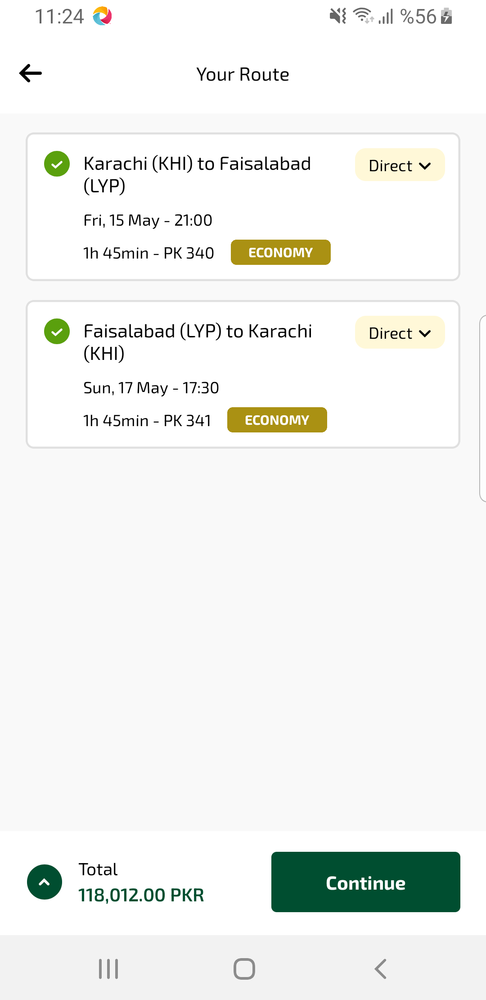 11:24
%56
Your Route
Karachi (KHI) to Faisalabad
(LYP)
Direct
Fri, 15 May - 21:00
1h 45min - PK 340
ECONOMY
Faisalabad (LYP) to Karachi
(KHI)
Direct
Sun, 17 May - 17:30
1h 45min - PK 341
ECONOMY
Total
118,012.00 PKR
Continue